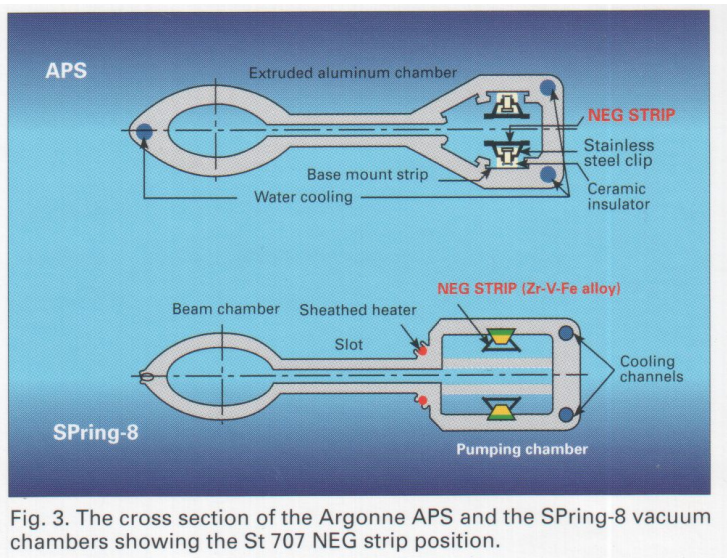 APS
Extruded aluminum chamber
NEG STRIP
Stainless
steel clip
Base mount strip
Ceramic
insulator
Water cooling
NEG STRIP (Zr-V-Fe alloy)
Beam chamber
Sheathed heater
Slot
Cooling
channels
SPring-8
Pumping chamber
Fig. 3. The cross section of the Argonne APS and the SPring-8 vacuum
chambers showing the St 707 NEG strip position.